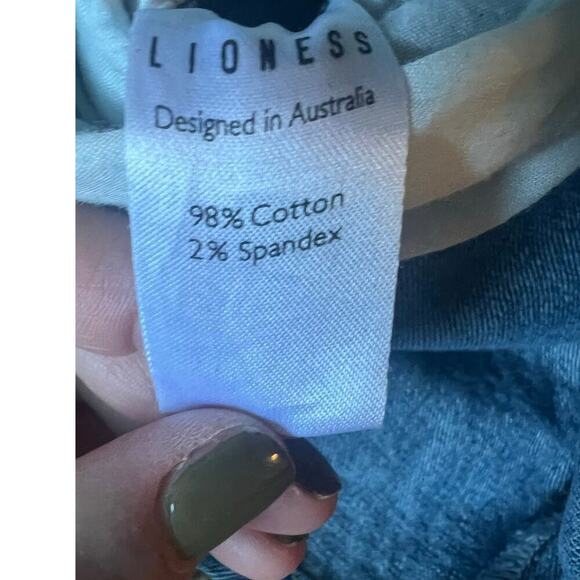 LIONESS
Designed in Australia
98% Cotton
2% Spandex